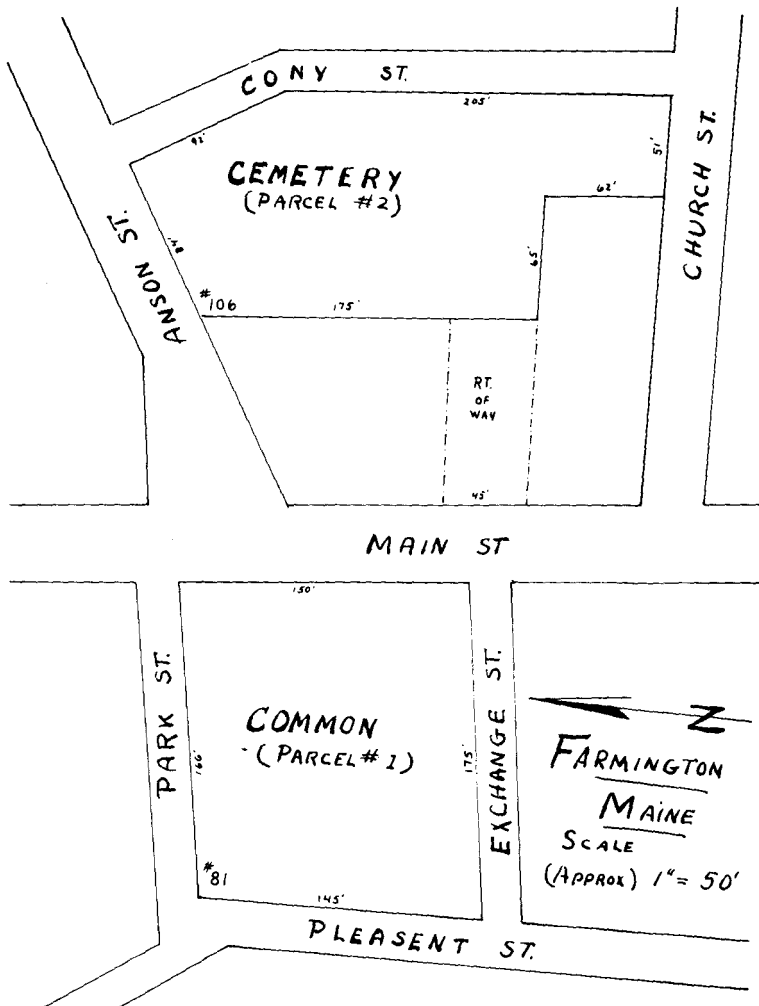 CONY ST.
205'
92'
51'
CHURCH ST.
CEMETERY
(PARCEL #2)
62'
ANSON ST.
65'
#106
175'
RT.
OF
WAY
45'
MAIN ST
150'
PARK ST.
COMMON
(PARCEL #1)
166'
175'
EXCHANGE ST.
#81
145'
PLEASENT ST.
N
FARMINGTON
MAINE
SCALE
(APPROX) 1" = 50'